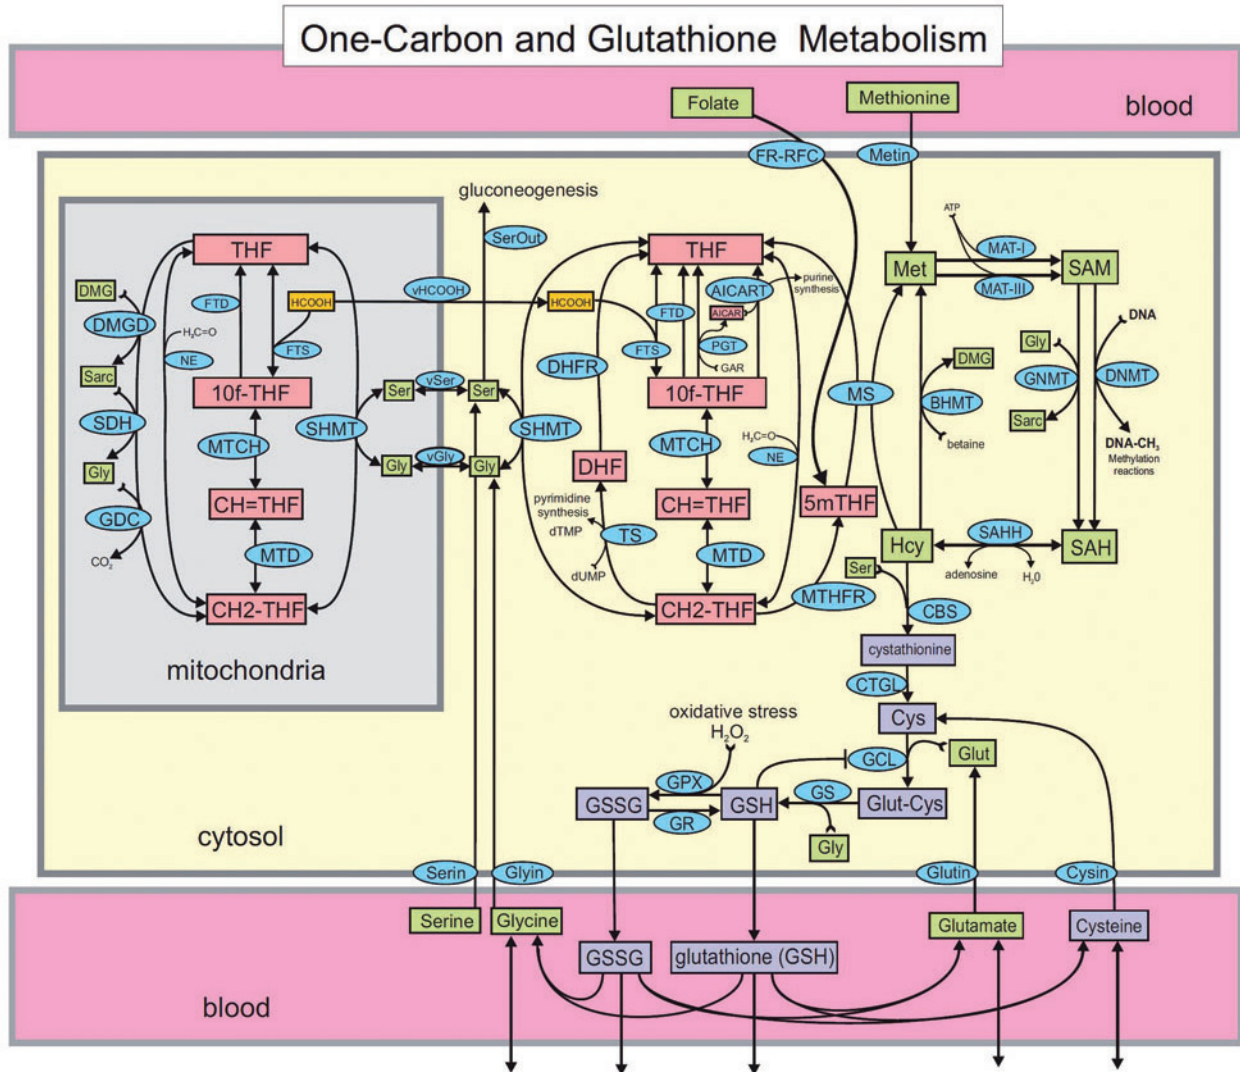 One-Carbon and Glutathione Metabolism
Folate
Methionine
blood
FR-RFC
Metin
gluconeogenesis
SerOut
THF
DMG
DMGD
FTD
HCOOH
H₂C=O
NE
FTS
Sarc
10f-THF
SDH
MTCH
SHMT
Gly
GDC
CH=THF
CO₂
MTD
CH2-THF
mitochondria
vHCOOH
HCOOH
Ser
vSer
Ser
Gly
vGly
Gly
SHMT
THF
AICART
purine
synthesis
AICAR
FTD
FTS
PGT
GAR
DHFR
10f-THF
MTCH
H₂C=O
NE
DHF
pyrimidine
synthesis
dTMP
TS
dUMP
CH=THF
MTD
CH2-THF
MS
5mTHF
MTHFR
ATP
Met
MAT-I
MAT-III
SAM
DMG
BHMT
betaine
Gly
GNMT
Sarc
DNA
DNMT
DNA-CH₃
Methylation
reactions
Hcy
SAHH
adenosine
H₂0
SAH
Ser
CBS
cystathionine
CTGL
Cys
GCL
Glut
oxidative stress
H₂O₂
GPX
GSSG
GR
GSH
GS
Glut-Cys
Gly
cytosol
Serin
Glyin
Glutin
Cysin
Serine
Glycine
Glutamate
Cysteine
GSSG
glutathione (GSH)
blood